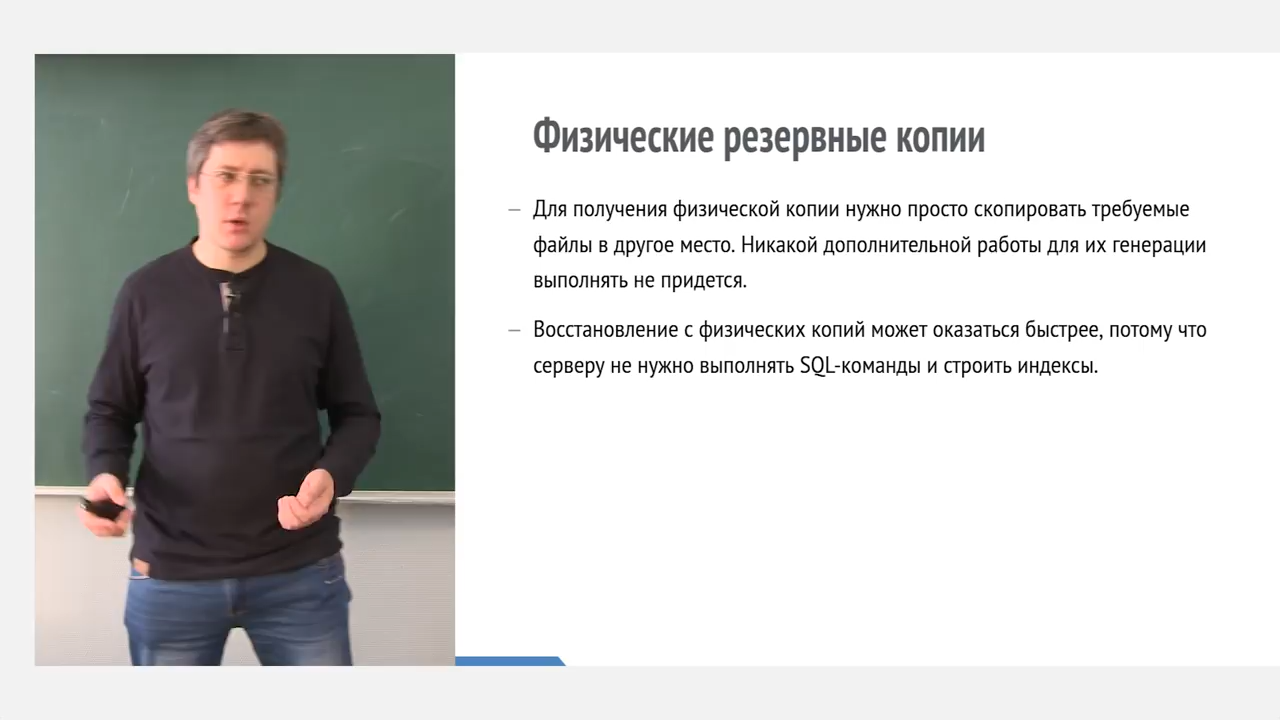 Физические резервные копии
– Для получения физической копии нужно просто скопировать требуемые
файлы в другое место. Никакой дополнительной работы для их генерации
выполнять не придется.
– Восстановление с физических копий может оказаться быстрее, потому что
серверу не нужно выполнять SQL-команды и строить индексы.